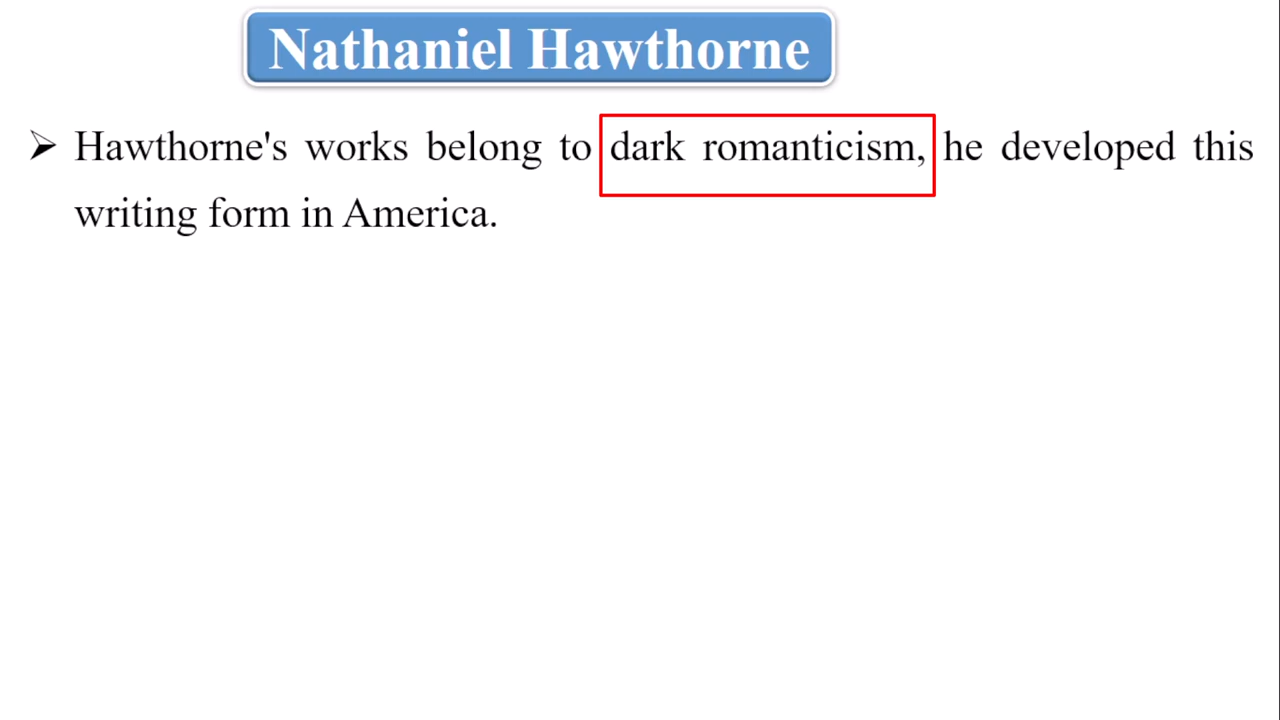 Nathaniel Hawthorne
➢ Hawthorne's works belong to dark romanticism, he developed this
writing form in America.